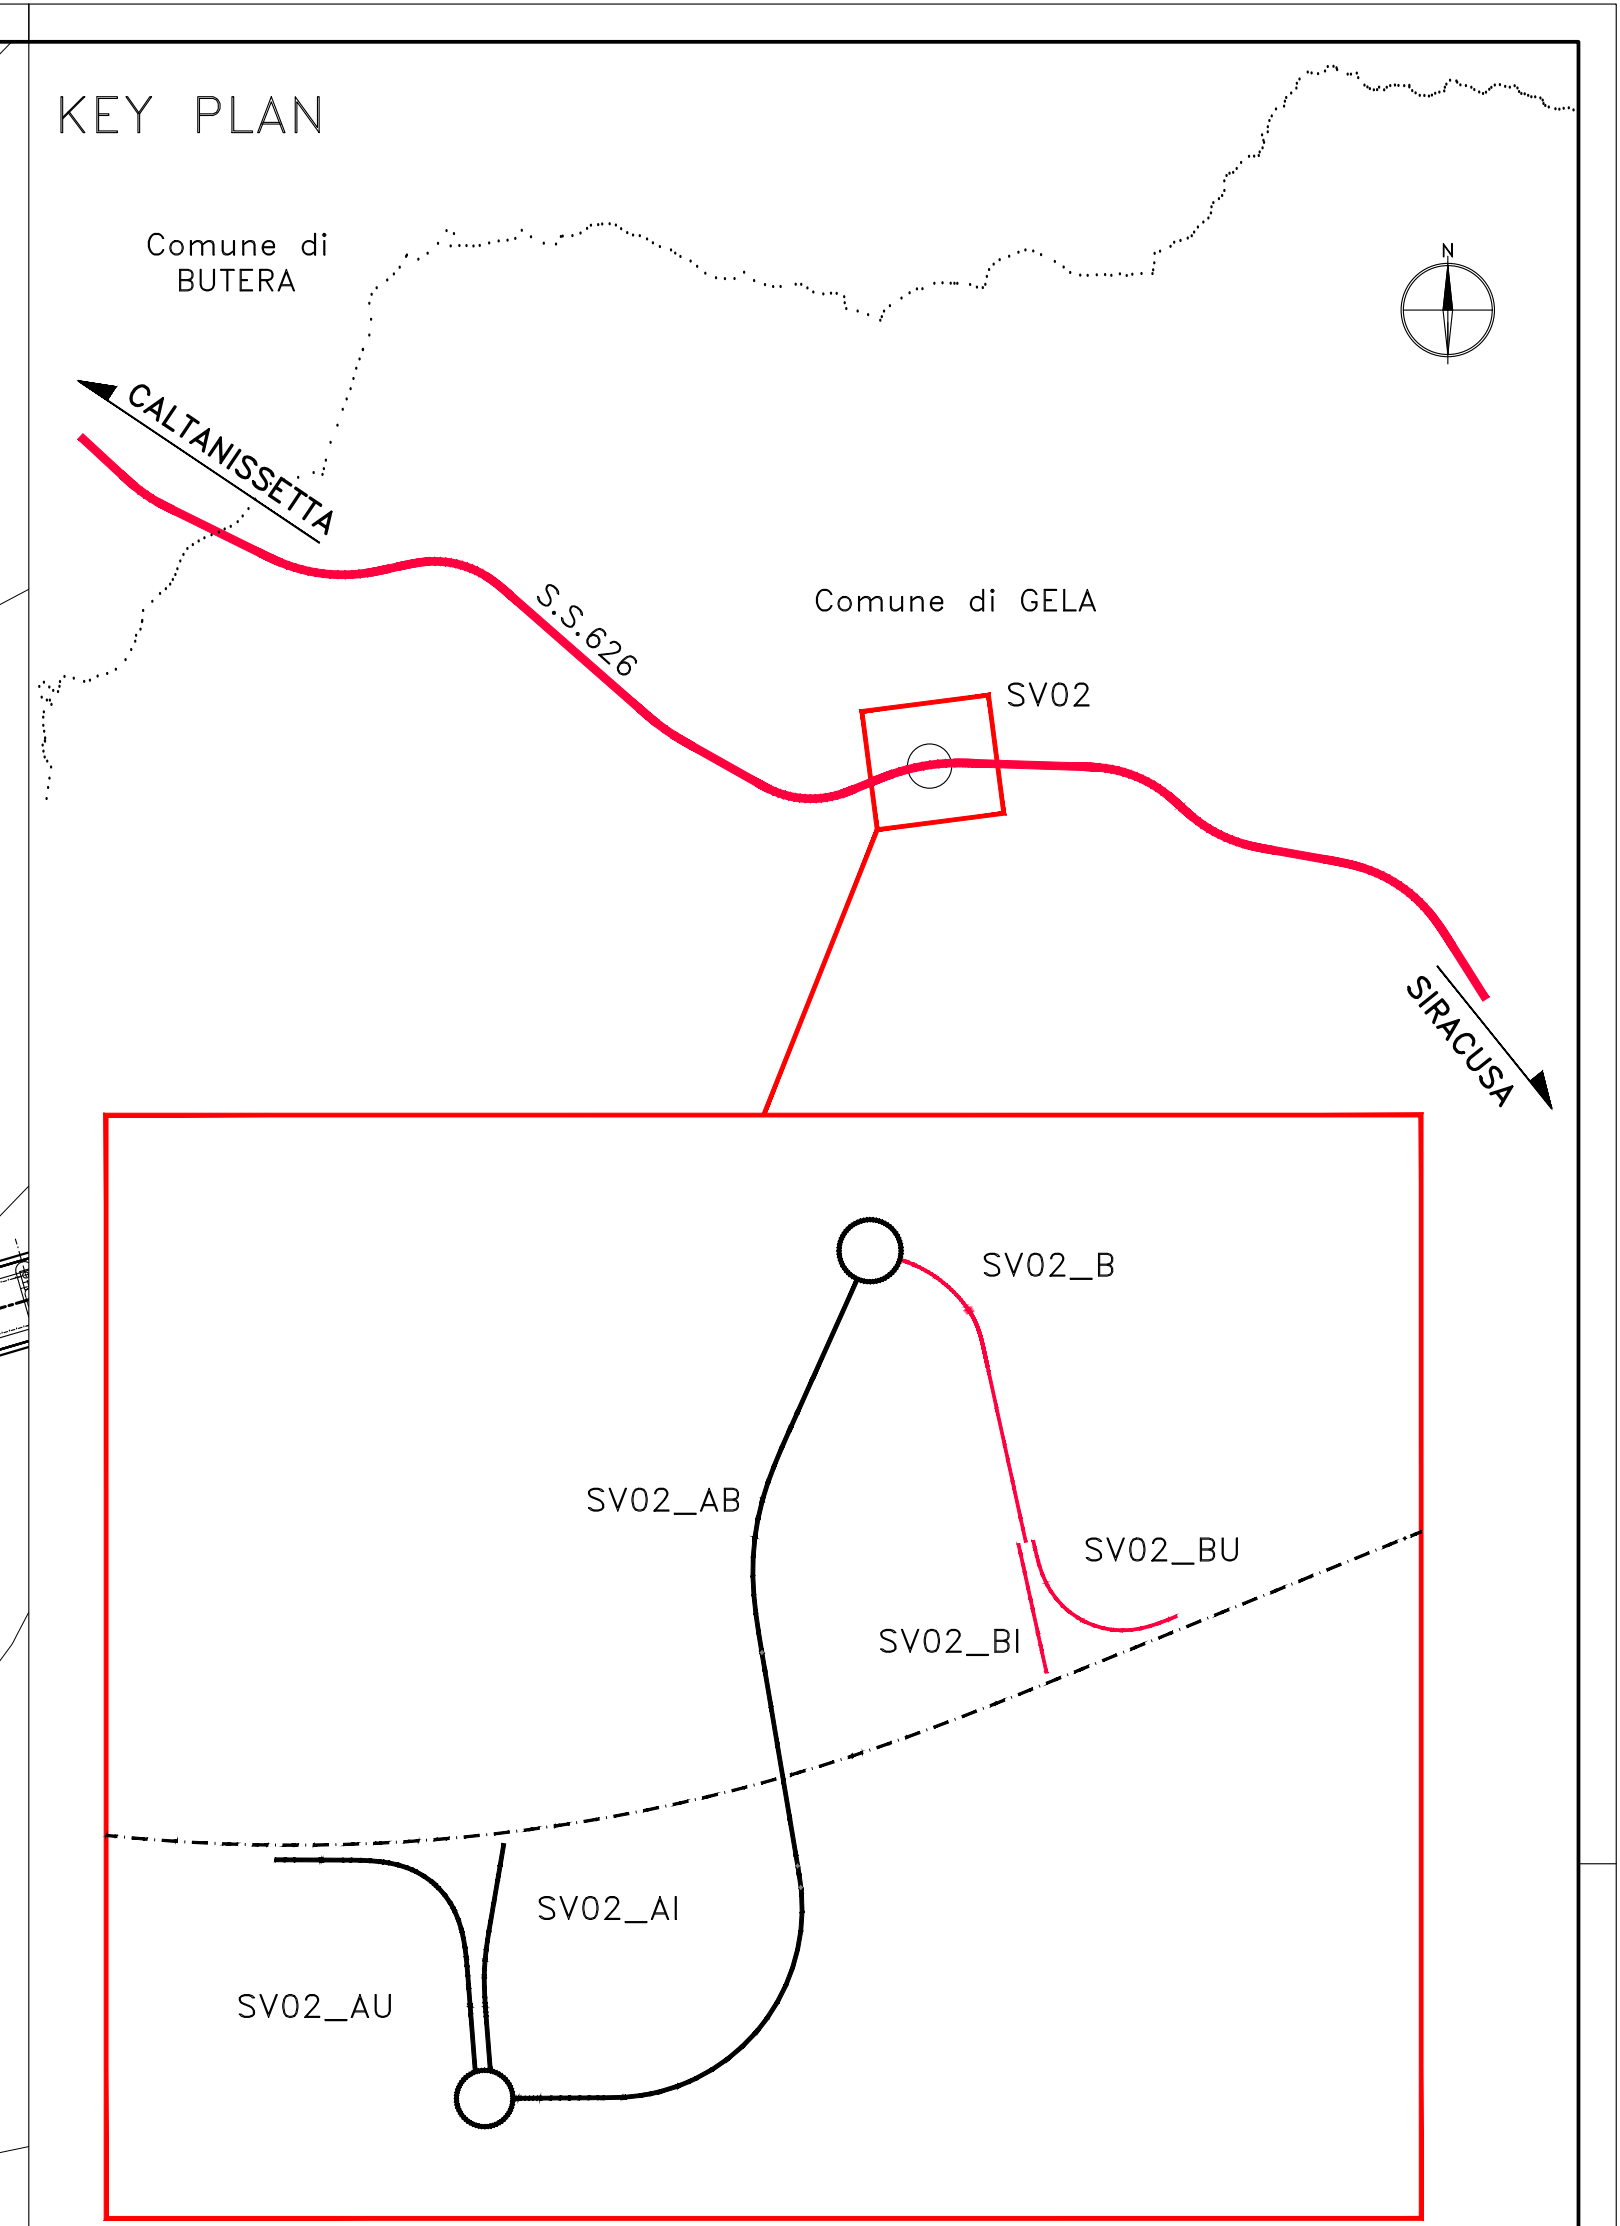 KEY PLAN
Comune di
BUTERA
N
CALTANISSETTA
S.S.626
Comune di GELA
SV02
SIRACUSA
SV02_B
SV02_AB
SV02_BU
SV02_BI
SV02_AI
SV02_AU